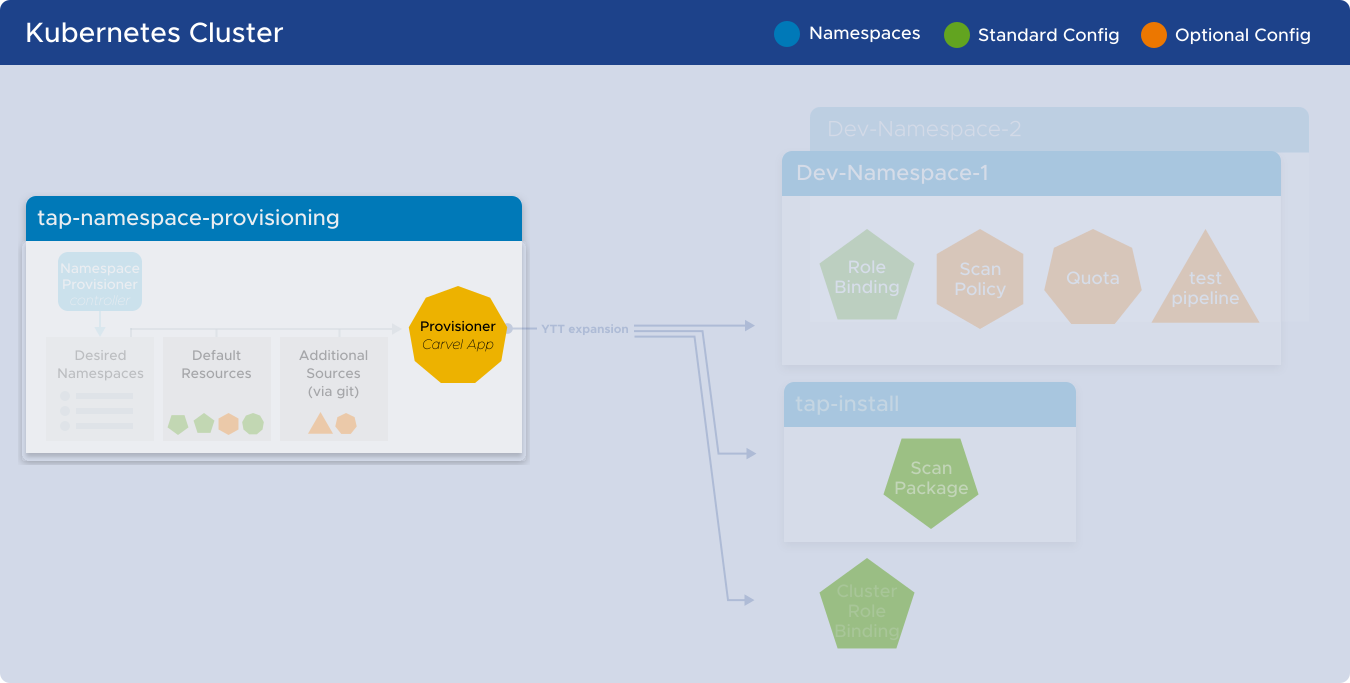 Kubernetes Cluster
Namespaces
Standard Config
Optional Config
Dev-Namespace-2
Dev-Namespace-1
Role
Binding
Scan
Policy
Quota
test
pipeline
tap-namespace-provisioning
Namespace
Provisioner
controller
Desired
Namespaces
Default
Resources
Additional
Sources
(via git)
Provisioner
Carvel App
YTT expansion
tap-install
Scan
Package
Cluster
Role
Binding